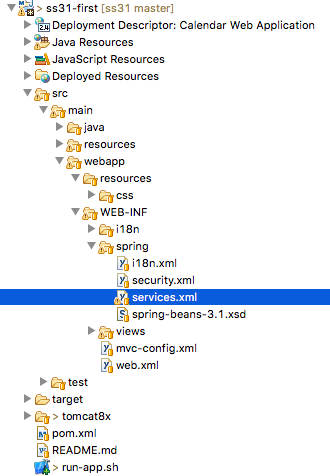 > ss31-first [ss31 master]
Deployment Descriptor: Calendar Web Application
Java Resources
JavaScript Resources
Deployed Resources
src
main
java
resources
webapp
resources
css
WEB-INF
i18n
spring
i18n.xml
security.xml
services.xml
spring-beans-3.1.xsd
views
mvc-config.xml
web.xml
test
target
> tomcat8x
pom.xml
README.md
> run-app.sh